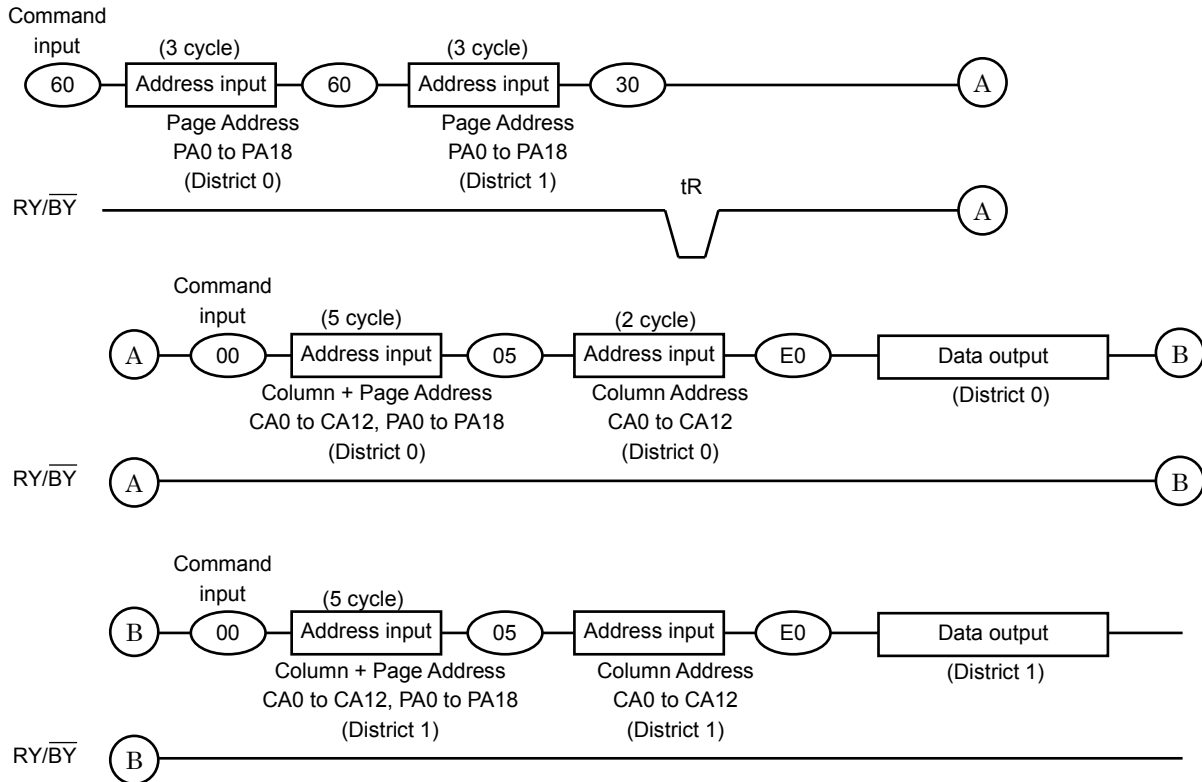 Command
input
(3 cycle) (3 cycle)
60 Address input 60 Address input 30 A
Page Address Page Address
PA0 to PA18 PA0 to PA18
(District 0) (District 1)
tR
RY/BY A
Command
input
(5 cycle) (2 cycle)
A 00 Address input 05 Address input E0 Data output B
Column + Page Address Column Address (District 0)
CA0 to CA12, PA0 to PA18 CA0 to CA12
(District 0) (District 0)
RY/BY A B
Command
input
(5 cycle)
B 00 Address input 05 Address input E0 Data output
Column + Page Address Column Address (District 1)
CA0 to CA12, PA0 to PA18 CA0 to CA12
(District 1) (District 1)
RY/BY B